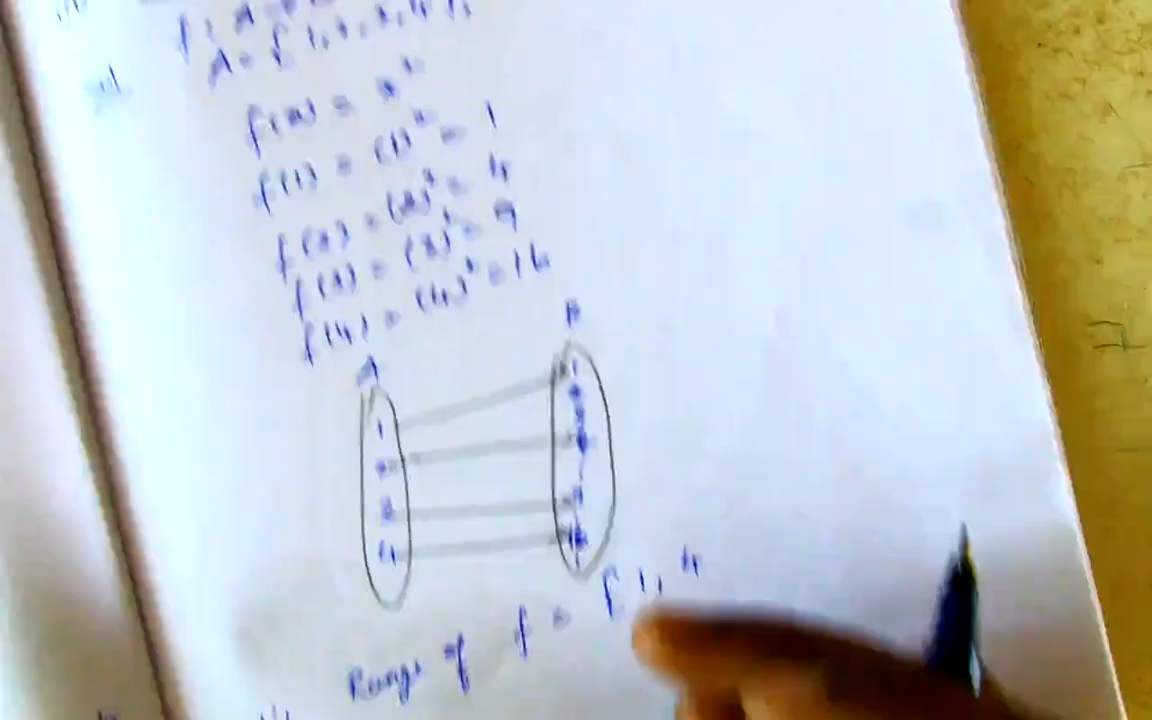 A = { 1, 2, 3, 4 }
f(x) = x²
f(1) = (1)² = 1
f(2) = (2)² = 4
f(3) = (3)² = 9
f(4) = (4)² = 16
A
B
1
2
3
4
1
9
16
Range of f = { 1, 4